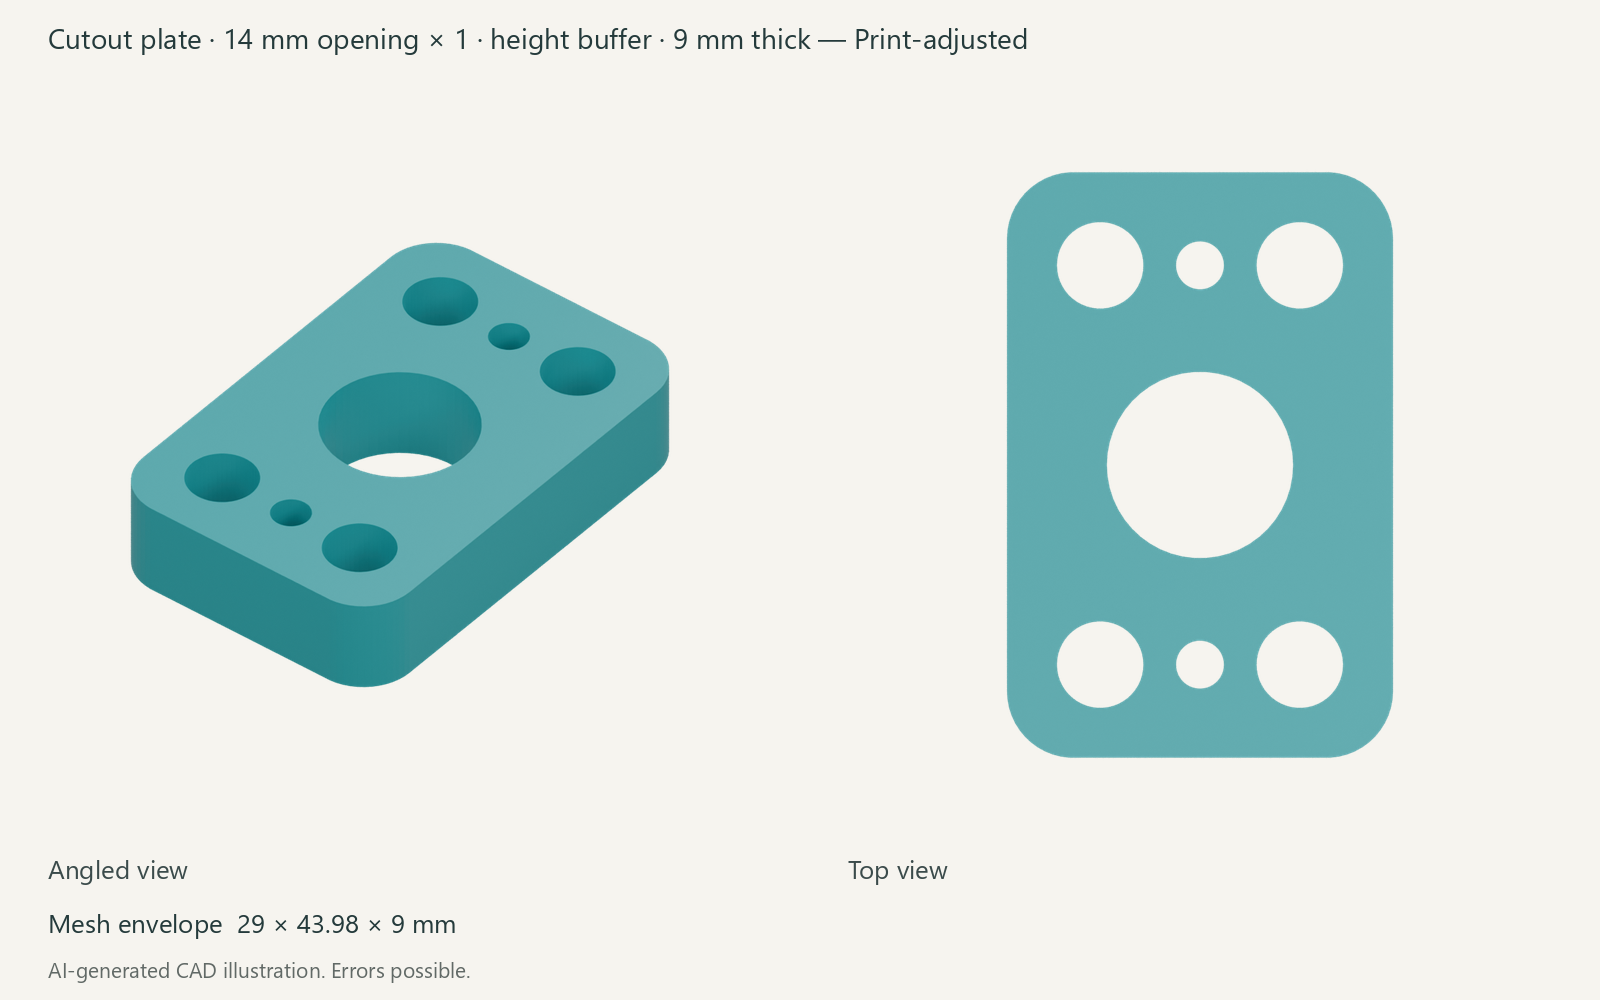 Cutout plate · 14 mm opening × 1 · height buffer · 9 mm thick — Print-adjusted
Angled view
Top view
Mesh envelope 29 × 43.98 × 9 mm
AI-generated CAD illustration. Errors possible.